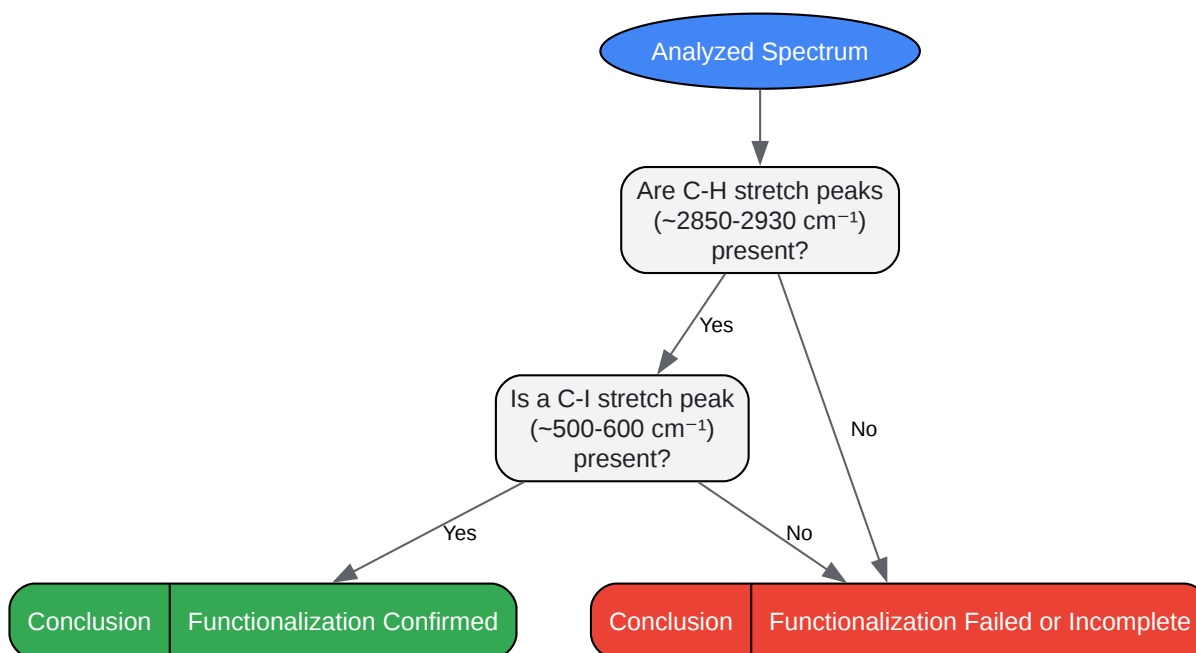 Analyzed Spectrum
Are C-H stretch peaks
(~2850-2930 cm⁻¹)
present?
Yes
Is a C-I stretch peak
(~500-600 cm⁻¹)
present?
No
Yes
No
Conclusion
Functionalization Confirmed
Conclusion
Functionalization Failed or Incomplete